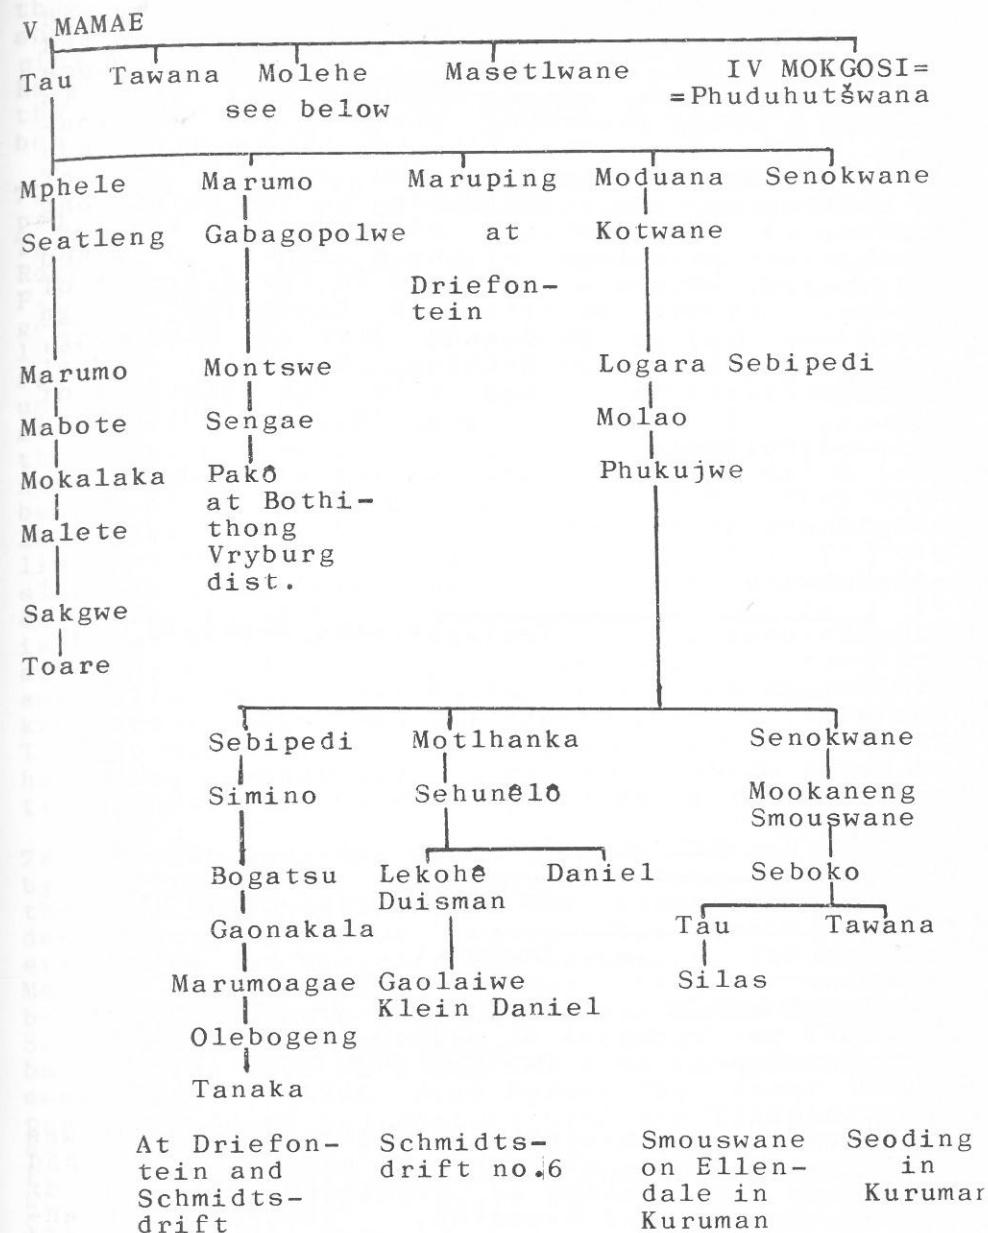 V MAMAE
Tau Tawana Molehe Masetlwane IV MOKGOSI=
see below =Phuduhutšwana
Mphele Marumo Maruping Moduana Senokwane
Seatleng Gabagopolwe at Kotwane
Driefon-
tein
Marumo Montswe Logara Sebipedi
Mabote Sengae Molao
Mokalaka Pakô Phukujwe
at Bothi-
Malete thong
Vryburg
dist.
Sakgwe
Toare
Sebipedi Motlhanka Senokwane
Simino Sehunêlô Mookaneng
Smouswane
Bogatsu Lekohê Daniel Seboko
Duisman
Gaonakala Tau Tawana
Marumoagae Gaolaiwe Silas
Klein Daniel
Olebogeng
Tanaka
At Driefon- Schmidts- Smouswane Seoding
tein and drift no.6 on Ellen- in
Schmidts- dale in Kuruman
drift Kuruman